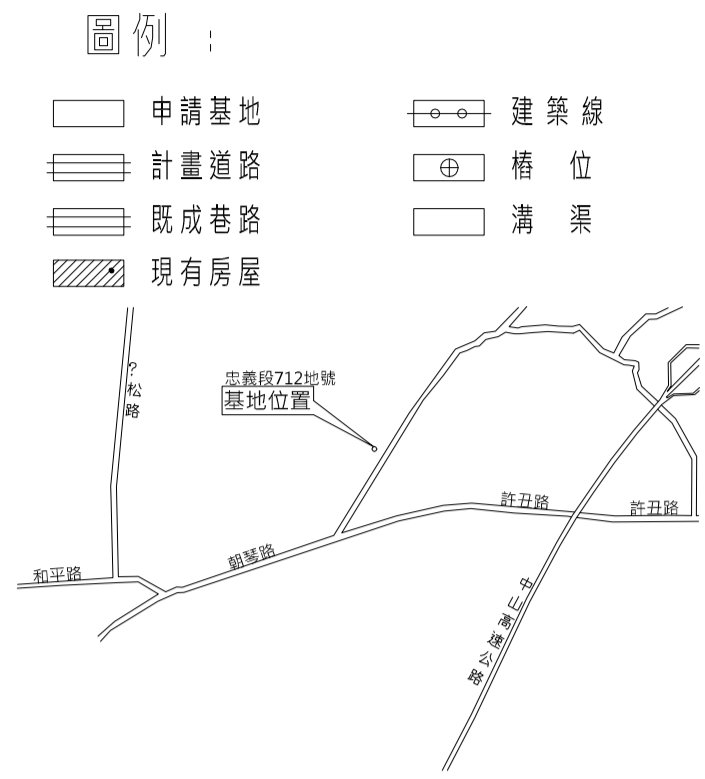 圖例：
申請基地
計畫道路
既成巷路
現有房屋
建築線
樁位
溝渠
?松路
忠義段712地號
基地位置
許丑路
許丑路
朝琴路
和平路
中山高速公路